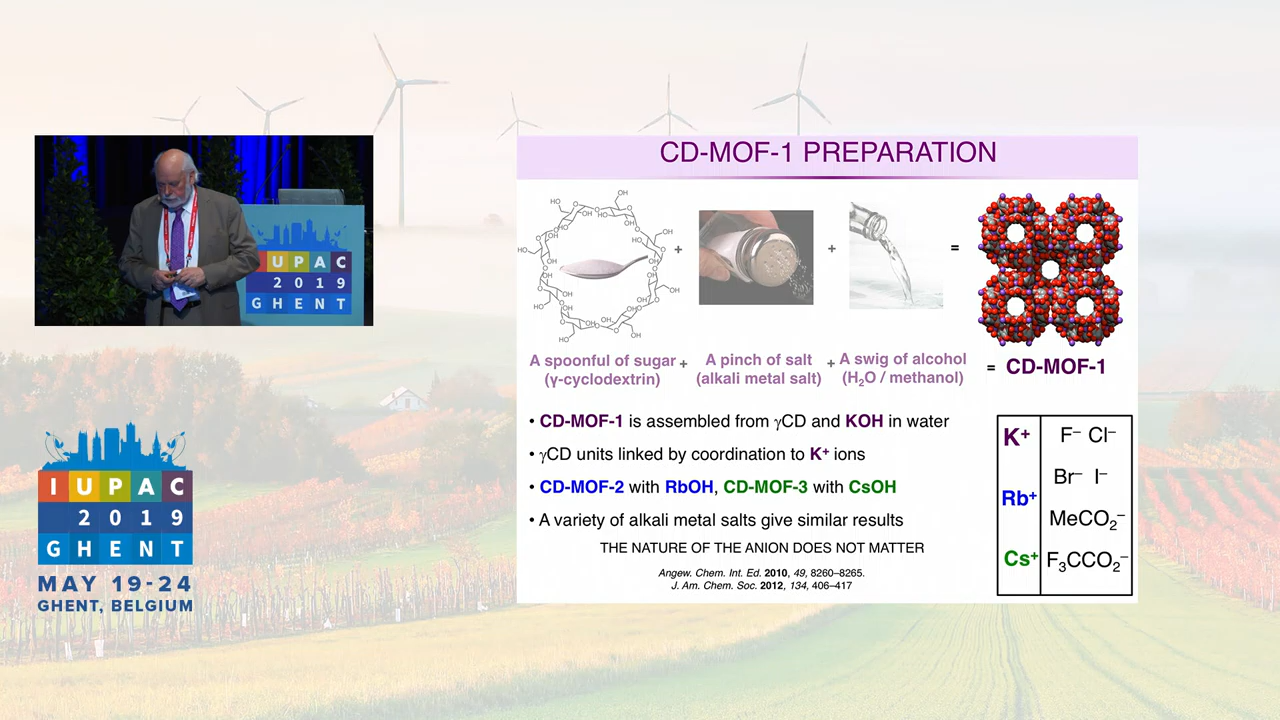 CD-MOF-1 PREPARATION
+ + =
A spoonful of sugar + A pinch of salt + A swig of alcohol = CD-MOF-1
(γ-cyclodextrin) (alkali metal salt) (H₂O / methanol)
• CD-MOF-1 is assembled from γCD and KOH in water
• γCD units linked by coordination to K⁺ ions
• CD-MOF-2 with RbOH, CD-MOF-3 with CsOH
• A variety of alkali metal salts give similar results
THE NATURE OF THE ANION DOES NOT MATTER
Angew. Chem. Int. Ed. 2010, 49, 8260–8265.
J. Am. Chem. Soc. 2012, 134, 406–417
K⁺ F⁻ Cl⁻
Br⁻ I⁻
Rb⁺
MeCO₂⁻
Cs⁺ F₃CCO₂⁻
IUPAC
2019
GHENT
IUPAC
2019
GHENT
MAY 19-24
GHENT, BELGIUM